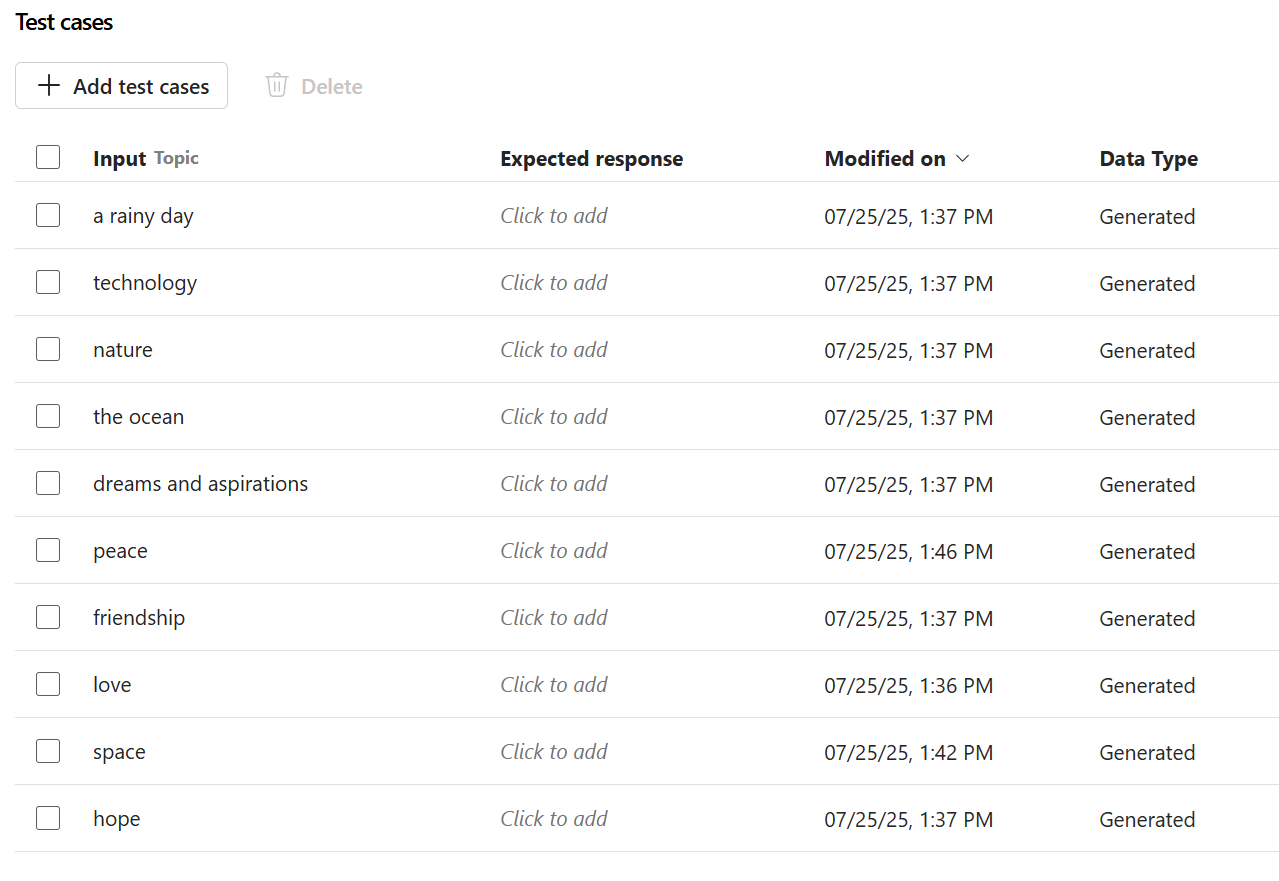 Test cases
Add test cases Delete
Input Topic Expected response Modified on Data Type
a rainy day Click to add 07/25/25, 1:37 PM Generated
technology Click to add 07/25/25, 1:37 PM Generated
nature Click to add 07/25/25, 1:37 PM Generated
the ocean Click to add 07/25/25, 1:37 PM Generated
dreams and aspirations Click to add 07/25/25, 1:37 PM Generated
peace Click to add 07/25/25, 1:46 PM Generated
friendship Click to add 07/25/25, 1:37 PM Generated
love Click to add 07/25/25, 1:36 PM Generated
space Click to add 07/25/25, 1:42 PM Generated
hope Click to add 07/25/25, 1:37 PM Generated